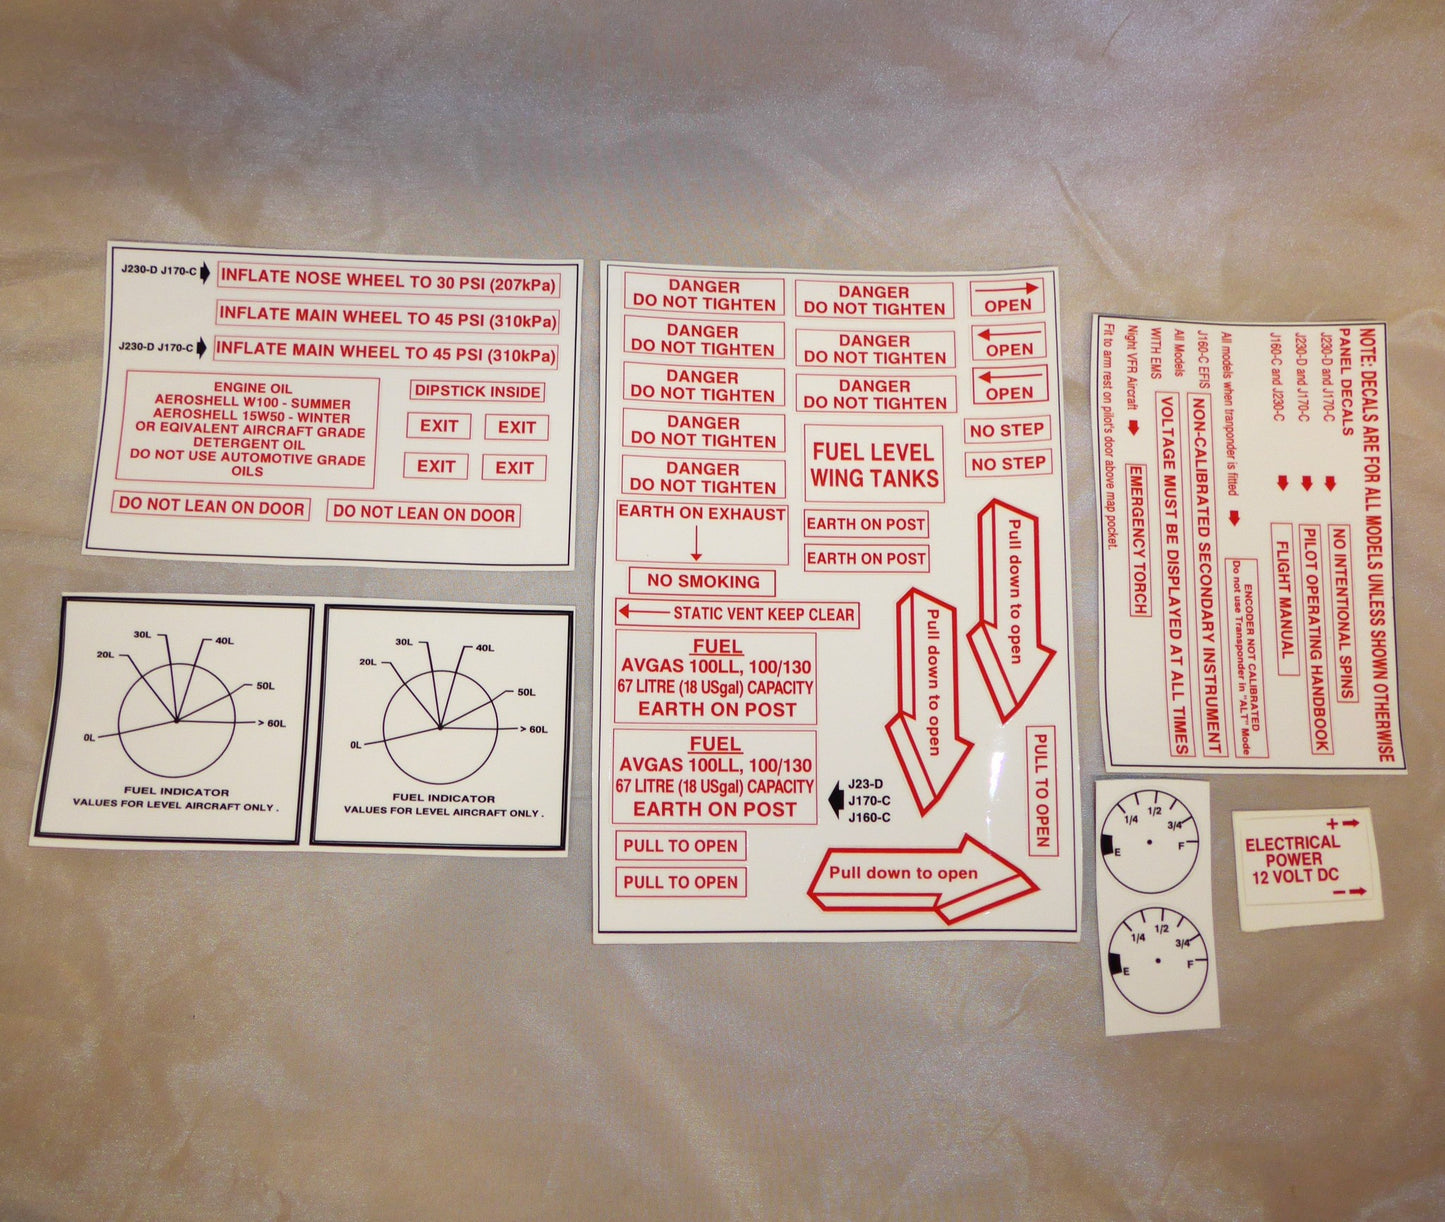 J230-D J170-C
INFLATE NOSE WHEEL TO 30 PSI (207kPa)
INFLATE MAIN WHEEL TO 45 PSI (310kPa)
J230-D J170-C
INFLATE MAIN WHEEL TO 45 PSI (310kPa)
ENGINE OIL
AEROSHELL W100 - SUMMER
AEROSHELL 15W50 - WINTER
OR EQIVALENT AIRCRAFT GRADE
DETERGENT OIL
DO NOT USE AUTOMOTIVE GRADE
OILS
DIPSTICK INSIDE
EXIT
EXIT
EXIT
EXIT
DO NOT LEAN ON DOOR
DO NOT LEAN ON DOOR
30L
40L
20L
50L
> 60L
0L
FUEL INDICATOR
VALUES FOR LEVEL AIRCRAFT ONLY .
30L
40L
20L
50L
> 60L
0L
FUEL INDICATOR
VALUES FOR LEVEL AIRCRAFT ONLY .
DANGER
DO NOT TIGHTEN
DANGER
DO NOT TIGHTEN
DANGER
DO NOT TIGHTEN
DANGER
DO NOT TIGHTEN
DANGER
DO NOT TIGHTEN
EARTH ON EXHAUST
NO SMOKING
STATIC VENT KEEP CLEAR
FUEL
AVGAS 100LL, 100/130
67 LITRE (18 USgal) CAPACITY
EARTH ON POST
FUEL
AVGAS 100LL, 100/130
67 LITRE (18 USgal) CAPACITY
EARTH ON POST
J23-D
J170-C
J160-C
PULL TO OPEN
PULL TO OPEN
DANGER
DO NOT TIGHTEN
DANGER
DO NOT TIGHTEN
DANGER
DO NOT TIGHTEN
FUEL LEVEL
WING TANKS
EARTH ON POST
EARTH ON POST
OPEN
OPEN
OPEN
NO STEP
NO STEP
Pull down to open
Pull down to open
Pull down to open
PULL TO OPEN
NOTE: DECALS ARE FOR ALL MODELS UNLESS SHOWN OTHERWISE
PANEL DECALS
J230-D and J170-C
NO INTENTIONAL SPINS
J230-D and J170-C
PILOT OPERATING HANDBOOK
J160-C and J230-C
FLIGHT MANUAL
All models when tranponder is fitted
ENCODER NOT CALIBRATED
Do not use Transponder in "ALT" Mode
J160-C EFIS
NON-CALIBRATED SECONDARY INSTRUMENT
All Models
VOLTAGE MUST BE DISPLAYED AT ALL TIMES
WITH EMS
Night VFR Aircraft
EMERGENCY TORCH
Fit to arm rest on pilot's door above map pocket.
1/4
1/2
3/4
E
F
1/4
1/2
3/4
E
F
+
ELECTRICAL
POWER
12 VOLT DC
−